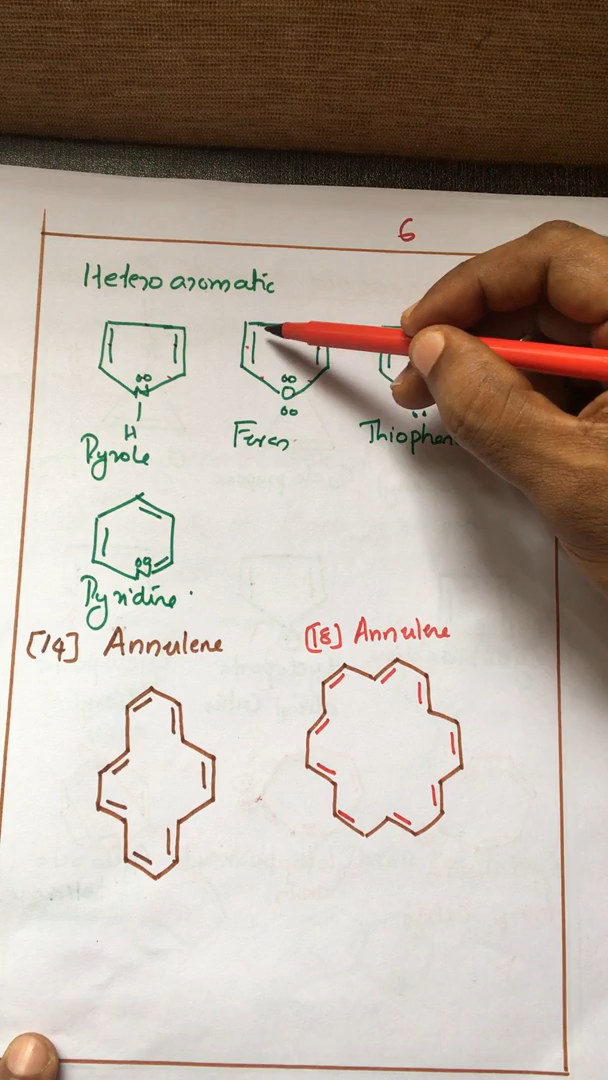 6
Hetero aromatic
N O
H
Pyrole Furan Thiophen
N
Pyridine.
[14] Annulene [18] Annulene